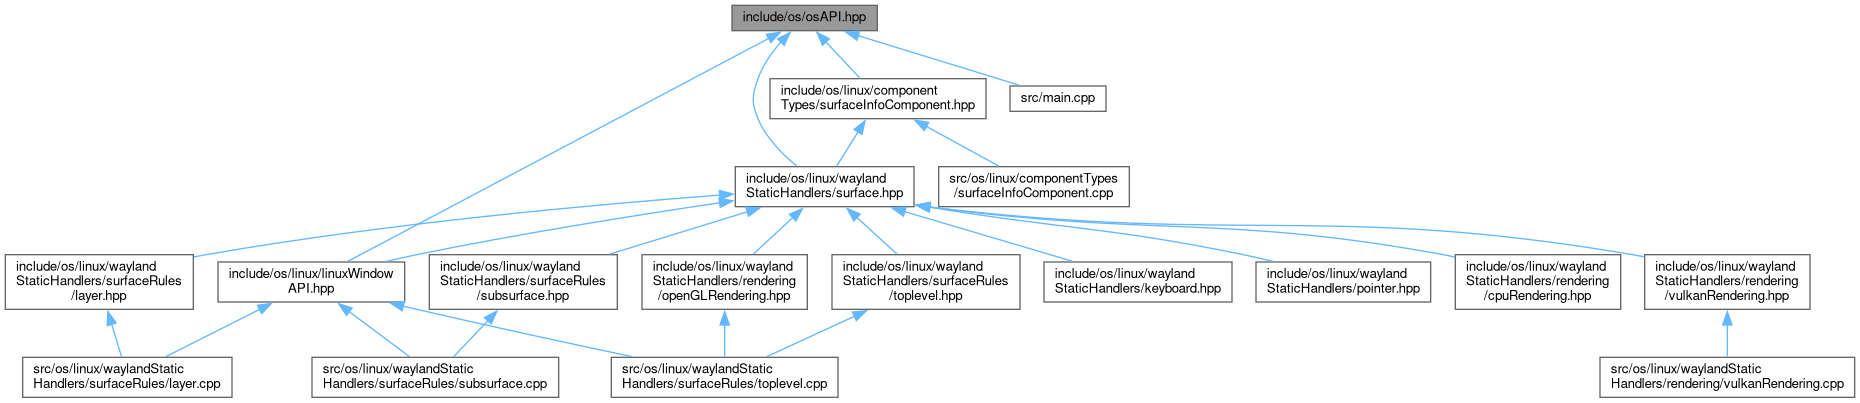 include/os/osAPI.hpp
include/os/linux/component
Types/surfaceInfoComponent.hpp
src/main.cpp
include/os/linux/wayland
StaticHandlers/surface.hpp
src/os/linux/componentTypes
/surfaceInfoComponent.cpp
include/os/linux/wayland
StaticHandlers/surfaceRules
/layer.hpp
include/os/linux/linuxWindow
API.hpp
include/os/linux/wayland
StaticHandlers/surfaceRules
/subsurface.hpp
include/os/linux/wayland
StaticHandlers/rendering
/openGLRendering.hpp
include/os/linux/wayland
StaticHandlers/surfaceRules
/toplevel.hpp
include/os/linux/wayland
StaticHandlers/keyboard.hpp
include/os/linux/wayland
StaticHandlers/pointer.hpp
include/os/linux/wayland
StaticHandlers/rendering
/cpuRendering.hpp
include/os/linux/wayland
StaticHandlers/rendering
/vulkanRendering.hpp
src/os/linux/waylandStatic
Handlers/surfaceRules/layer.cpp
src/os/linux/waylandStatic
Handlers/surfaceRules/subsurface.cpp
src/os/linux/waylandStatic
Handlers/surfaceRules/toplevel.cpp
src/os/linux/waylandStatic
Handlers/rendering/vulkanRendering.cpp